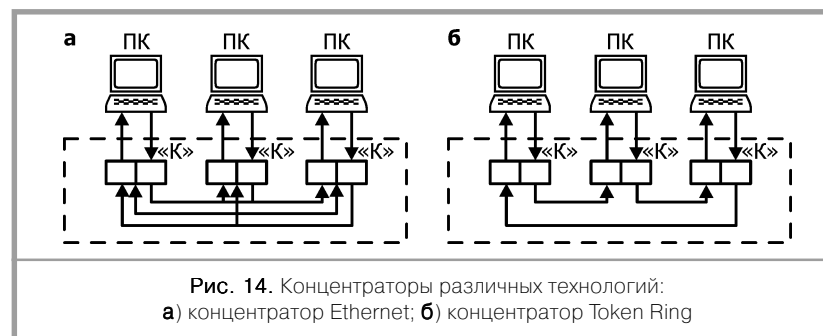 а ПК ПК ПК б ПК ПК ПК
«К» «К» «К» «К» «К» «К»
Рис. 14. Концентраторы различных технологий:
а) концентратор Ethernet; б) концентратор Token Ring